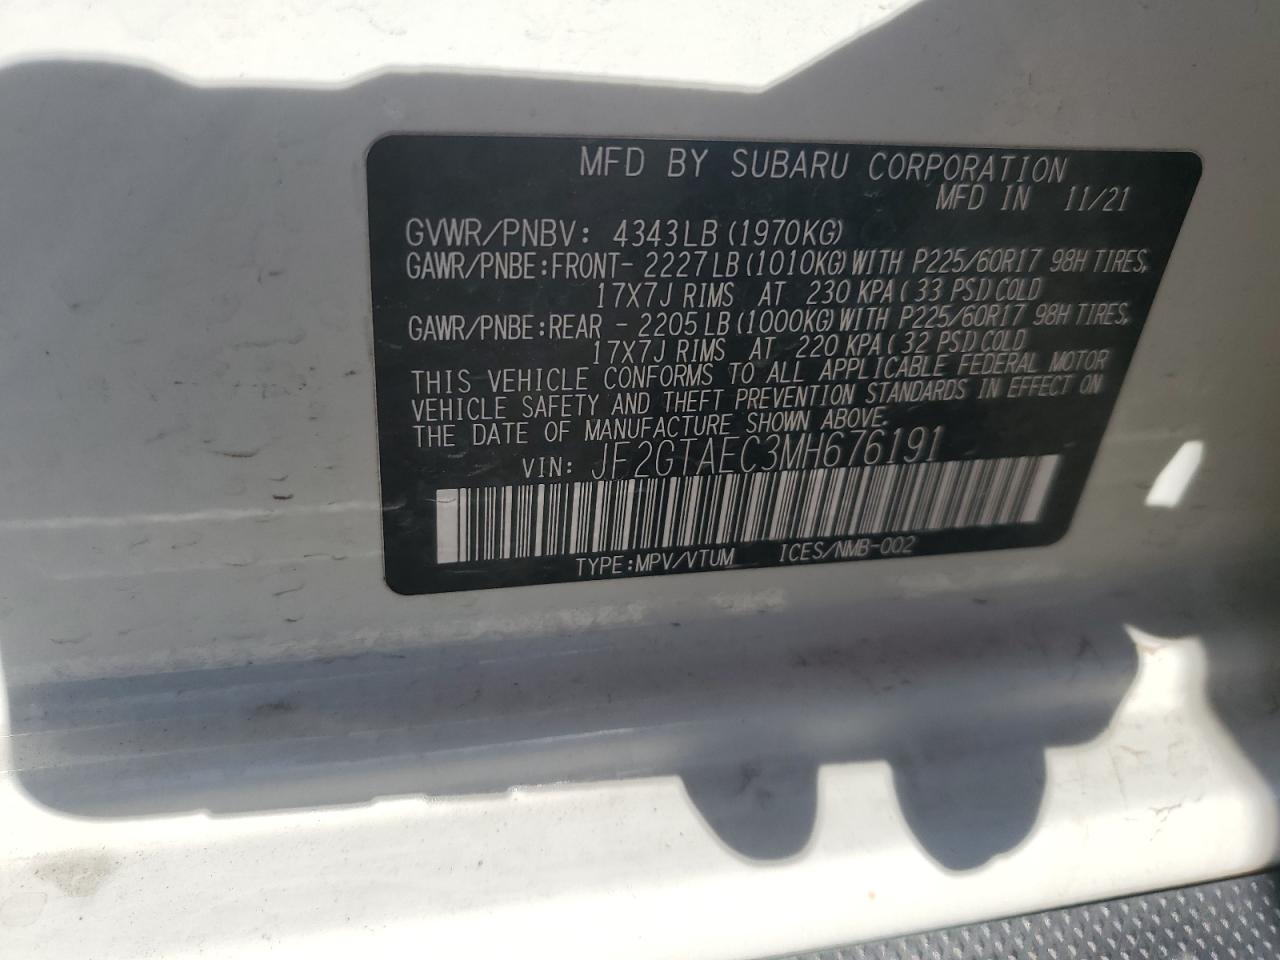 MFD BY SUBARU CORPORATION
MFD IN 11/21
GVWR/PNBV: 4343LB (1970KG)
GAWR/PNBE:FRONT- 2227LB (1010KG) WITH P225/60R17 98H TIRES,
17X7J RIMS AT 230 KPA ( 33 PSI) COLD
GAWR/PNBE:REAR - 2205LB (1000KG) WITH P225/60R17 98H TIRES,
17X7J RIMS AT 220 KPA ( 32 PSI) COLD
THIS VEHICLE CONFORMS TO ALL APPLICABLE FEDERAL MOTOR
VEHICLE SAFETY AND THEFT PREVENTION STANDARDS IN EFFECT ON
THE DATE OF MANUFACTURE SHOWN ABOVE.
VIN: JF2GTAEC3MH676191
TYPE:MPV/VTUM ICES/NMB-002